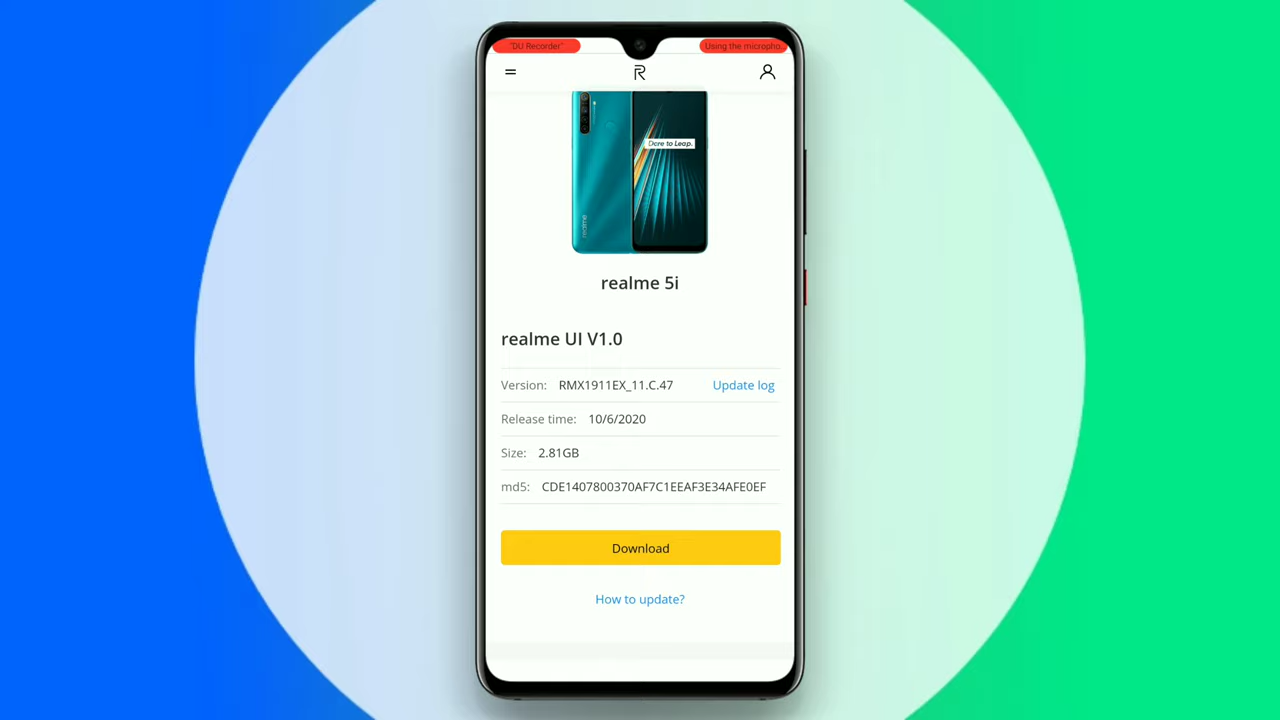 "DU Recorder"
Using the micropho..
Dare to Leap.
realme
realme 5i
realme UI V1.0
Version: RMX1911EX_11.C.47 Update log
Release time: 10/6/2020
Size: 2.81GB
md5: CDE1407800370AF7C1EEAF3E34AFE0EF
Download
How to update?